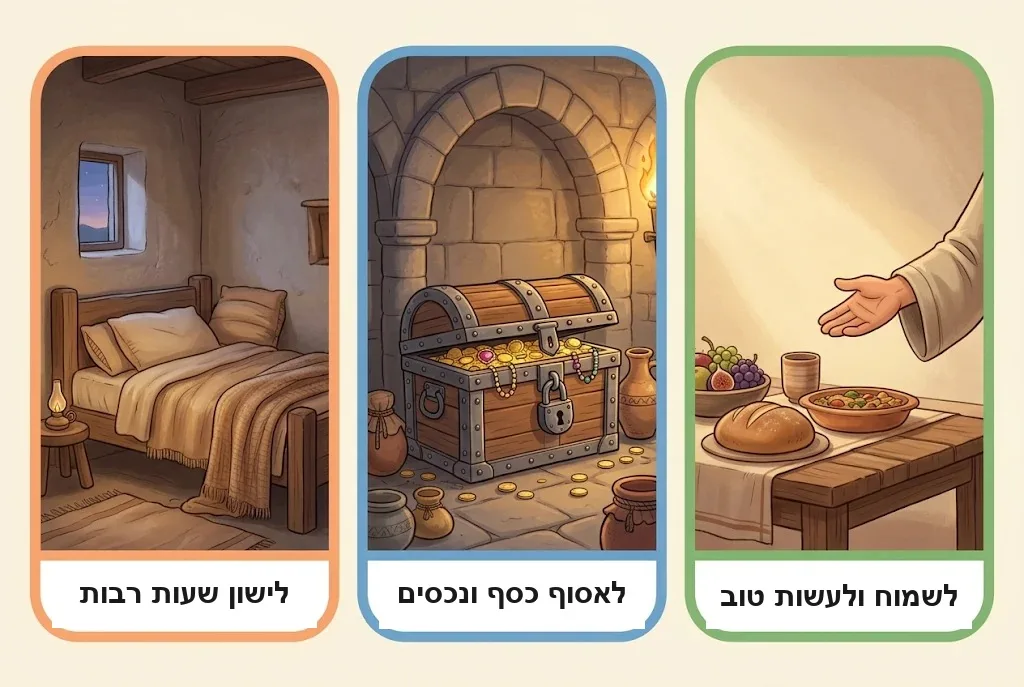 לשמוח ולעשות טוב
לאסוף כסף ונכסים
לישון שעות רבות